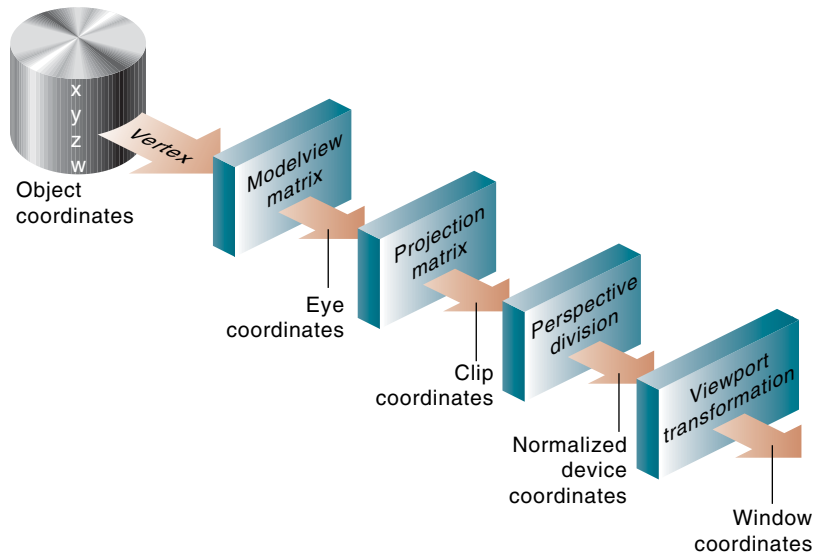 x
y
z
w
Vertex
Object
coordinates
Modelview
matrix
Eye
coordinates
Projection
matrix
Clip
coordinates
Perspective
division
Normalized
device
coordinates
Viewport
transformation
Window
coordinates